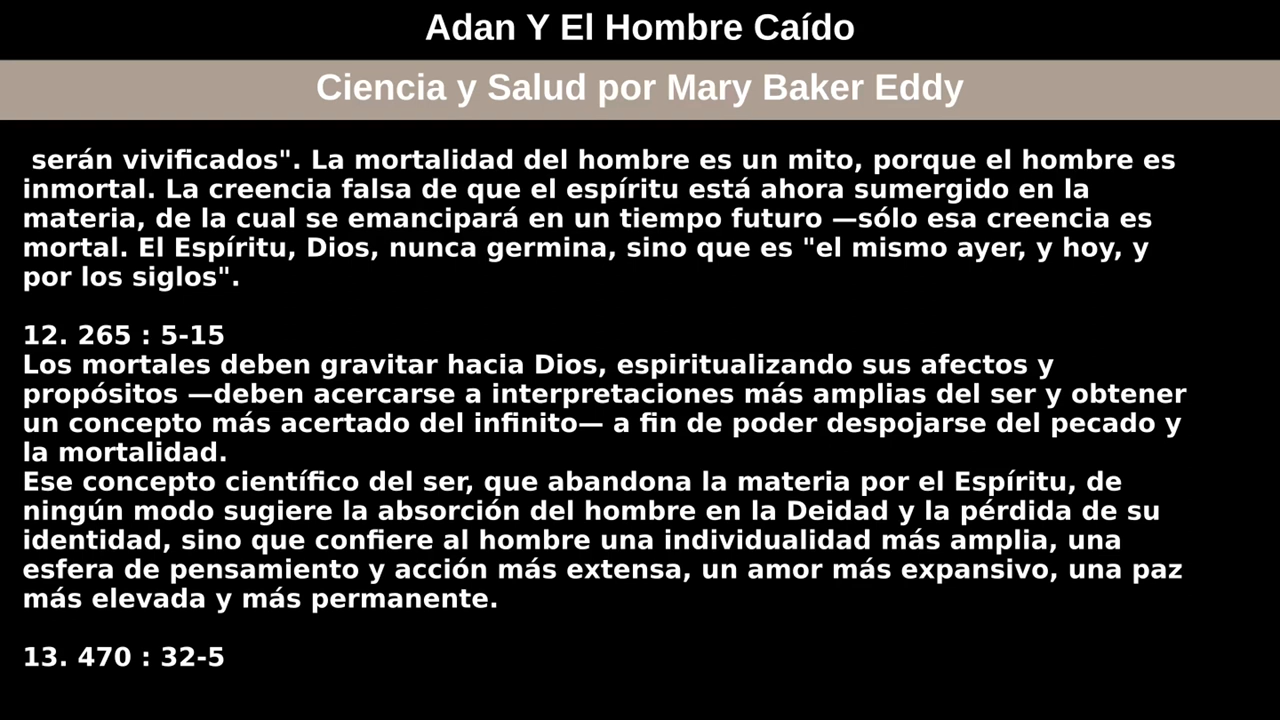 Adan Y El Hombre Caído
Ciencia y Salud por Mary Baker Eddy
serán vivificados". La mortalidad del hombre es un mito, porque el hombre es
inmortal. La creencia falsa de que el espíritu está ahora sumergido en la
materia, de la cual se emancipará en un tiempo futuro —sólo esa creencia es
mortal. El Espíritu, Dios, nunca germina, sino que es "el mismo ayer, y hoy, y
por los siglos".
12. 265 : 5-15
Los mortales deben gravitar hacia Dios, espiritualizando sus afectos y
propósitos —deben acercarse a interpretaciones más amplias del ser y obtener
un concepto más acertado del infinito— a fin de poder despojarse del pecado y
la mortalidad.
Ese concepto científico del ser, que abandona la materia por el Espíritu, de
ningún modo sugiere la absorción del hombre en la Deidad y la pérdida de su
identidad, sino que confiere al hombre una individualidad más amplia, una
esfera de pensamiento y acción más extensa, un amor más expansivo, una paz
más elevada y más permanente.
13. 470 : 32-5